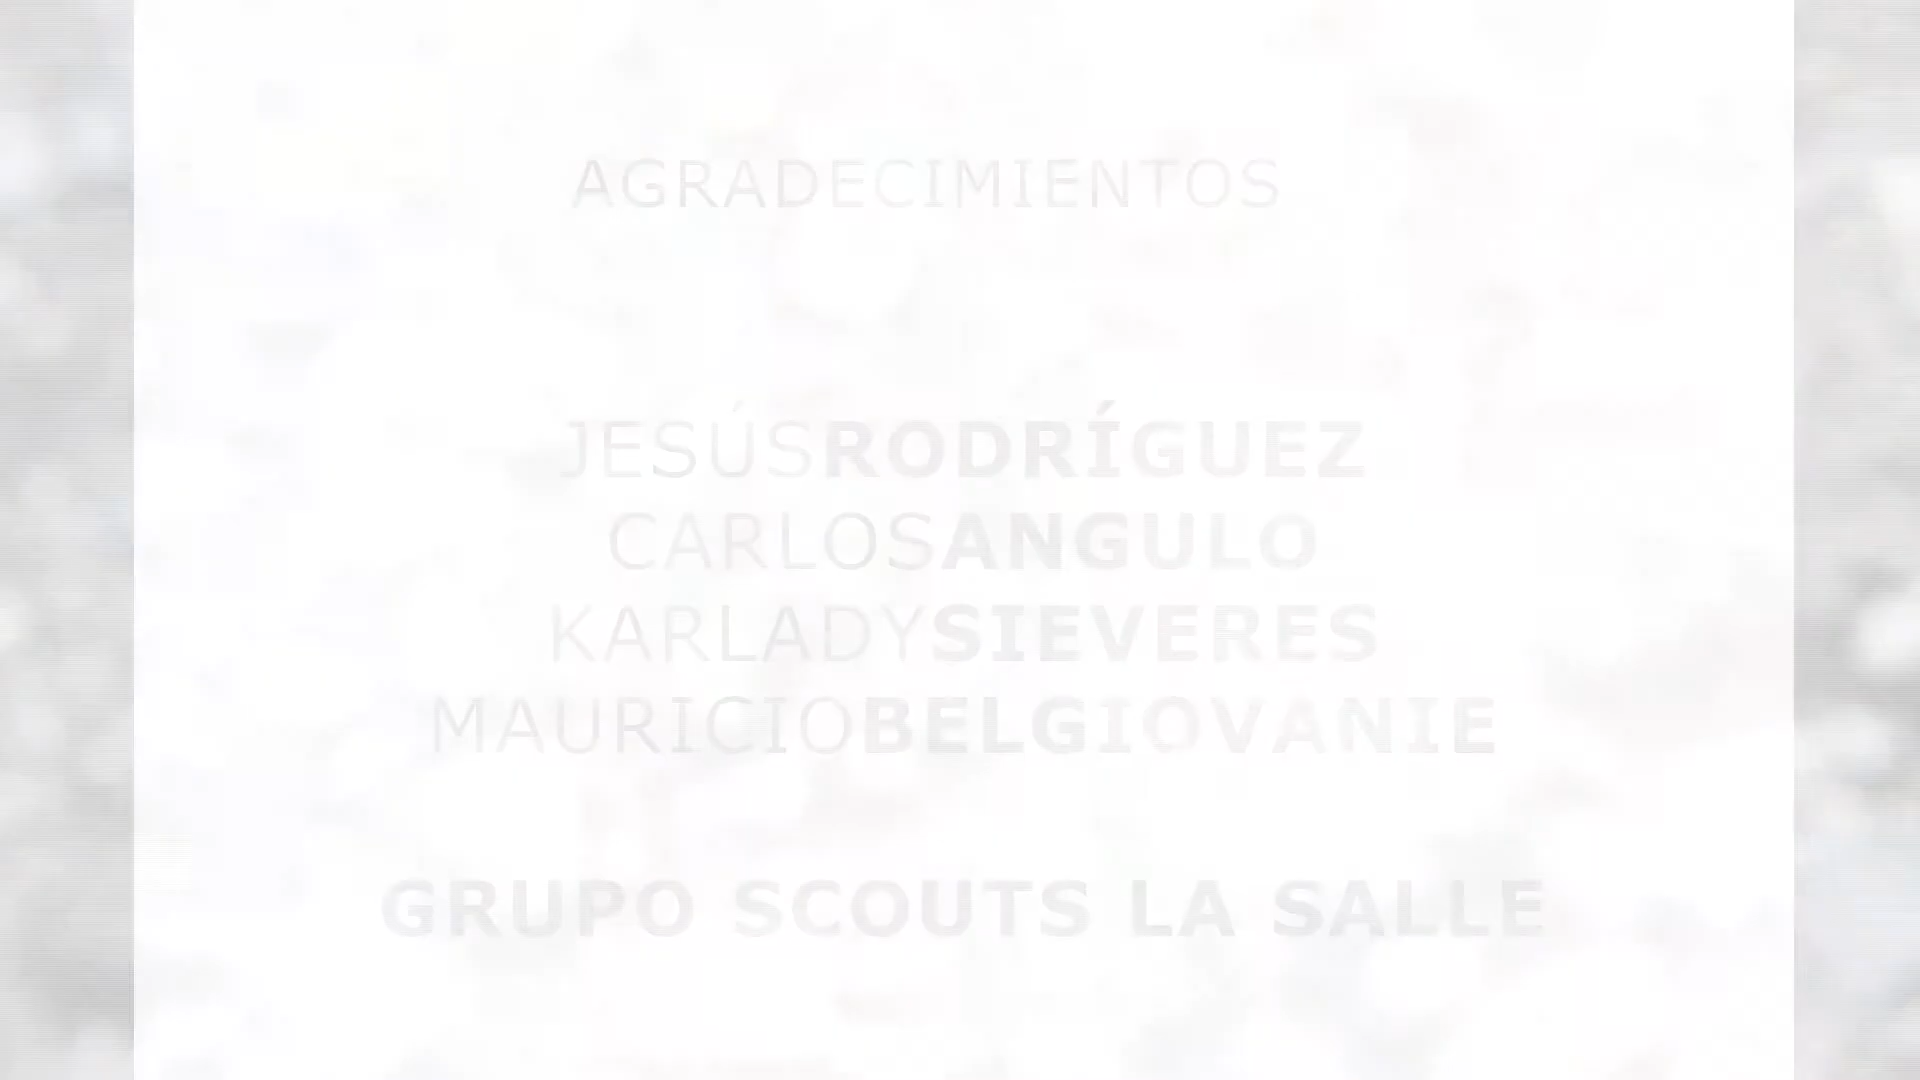 AGRADECIMIENTOS
JESÚSRODRÍGUEZ
CARLOSANGULO
KARLADYSIEVERES
MAURICIOBELGIOVANIE
GRUPO SCOUTS LA SALLE